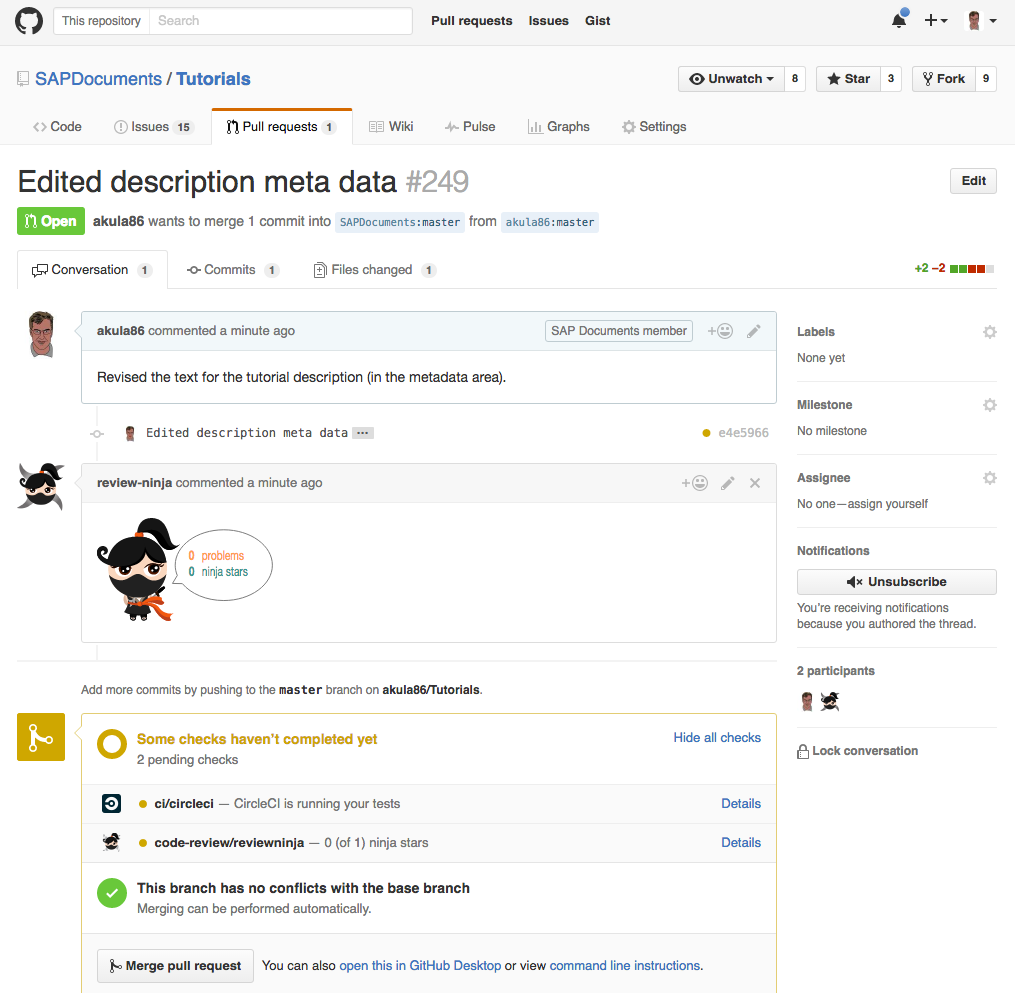 This repository Search Pull requests Issues Gist
SAPDocuments / Tutorials Unwatch 8 Star 3 Fork 9
Code Issues 15 Pull requests 1 Wiki Pulse Graphs Settings
Edited description meta data #249 Edit
Open akula86 wants to merge 1 commit into SAPDocuments:master from akula86:master
Conversation 1 Commits 1 Files changed 1 +2 −2
akula86 commented a minute ago SAP Documents member
Revised the text for the tutorial description (in the metadata area).
Edited description meta data ... e4e5966
review-ninja commented a minute ago
0 problems
0 ninja stars
Add more commits by pushing to the master branch on akula86/Tutorials.
Some checks haven't completed yet Hide all checks
2 pending checks
ci/circleci — CircleCI is running your tests Details
code-review/reviewninja — 0 (of 1) ninja stars Details
This branch has no conflicts with the base branch
Merging can be performed automatically.
Merge pull request You can also open this in GitHub Desktop or view command line instructions.
Labels
None yet
Milestone
No milestone
Assignee
No one—assign yourself
Notifications
Unsubscribe
You're receiving notifications
because you authored the thread.
2 participants
Lock conversation